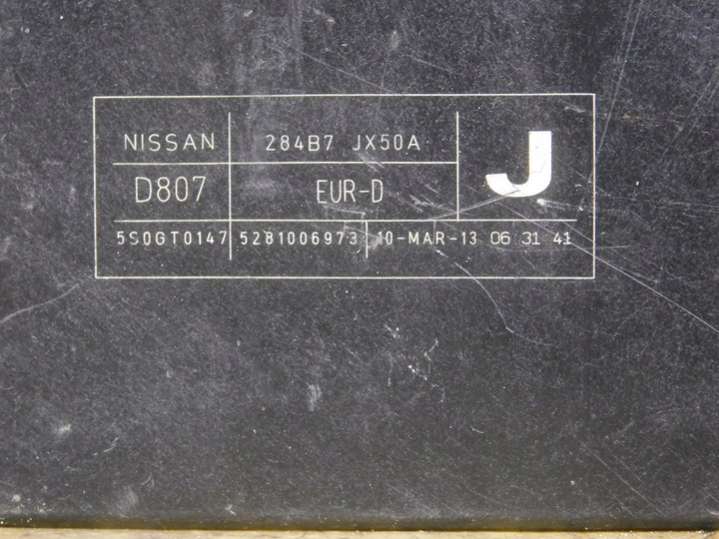 NISSAN 284B7 JX50A J
D807 EUR-D
5S0GT0147 5281006973 10-MAR-13 06 31 41